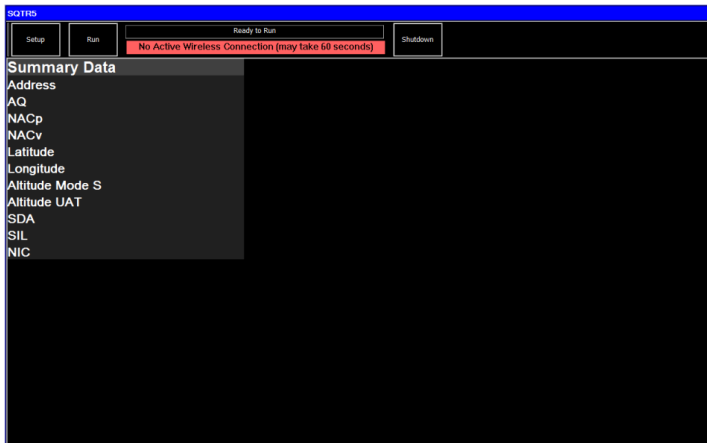 SQTR5
Setup
Run
Ready to Run
No Active Wireless Connection (may take 60 seconds)
Shutdown
Summary Data
Address
AQ
NACp
NACv
Latitude
Longitude
Altitude Mode S
Altitude UAT
SDA
SIL
NIC